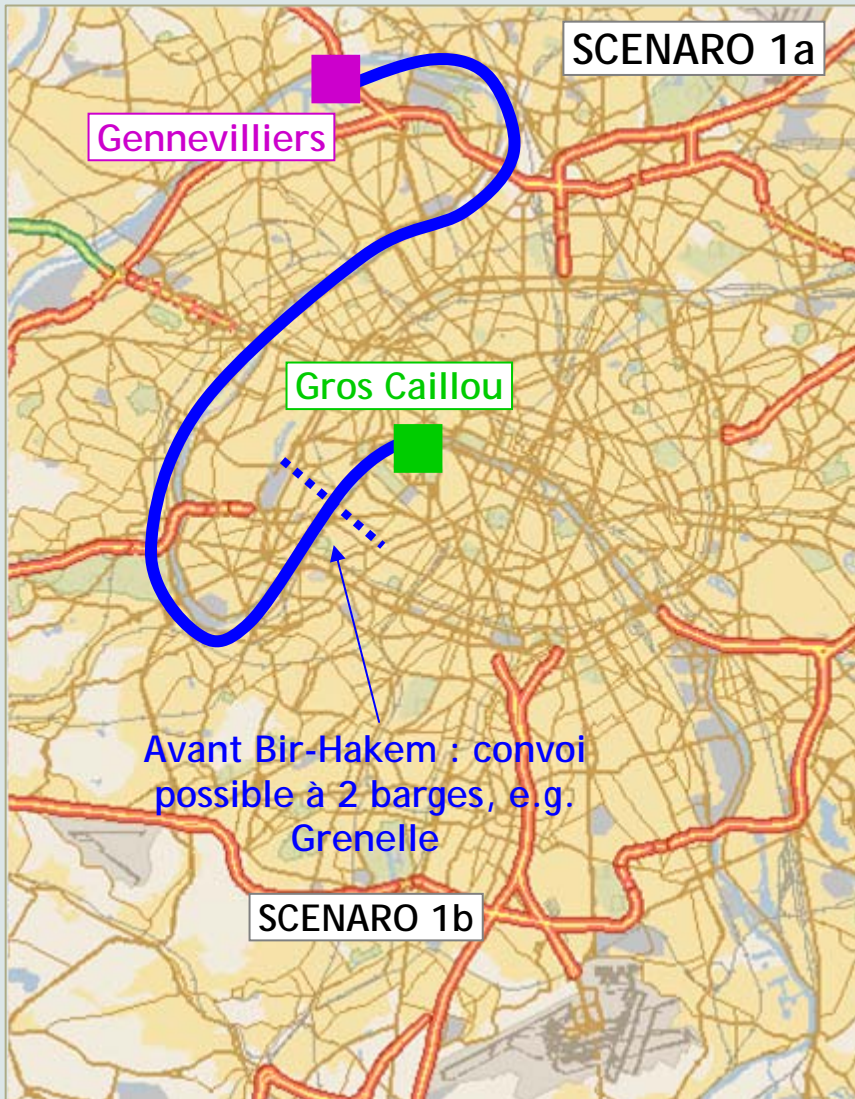 SCENARO 1a
Gennevilliers
Gros Caillou
Avant Bir-Hakem : convoi
possible à 2 barges, e.g.
Grenelle
SCENARO 1b